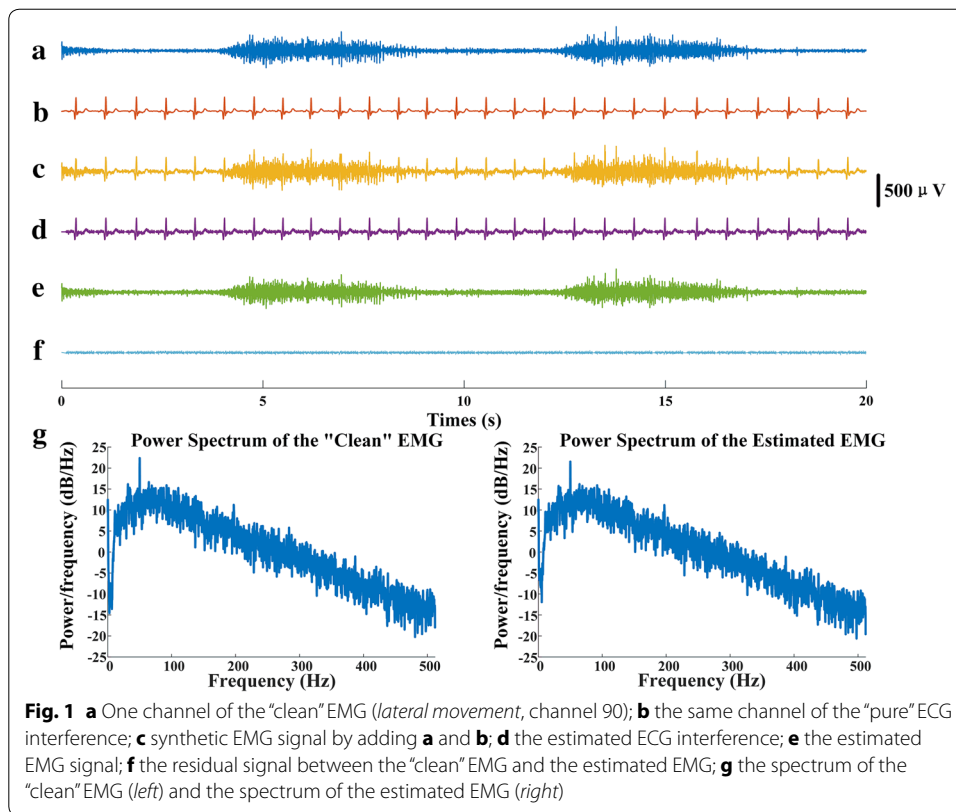 a
b
c
500 μV
d
e
f
0 5 10 15 20
Times (s)
g
Power Spectrum of the "Clean" EMG
25
20
15
10
5
0
-5
-10
-15
-20
25
Power/frequency (dB/Hz)
0 100 200 300 400 500
Frequency (Hz)
Power Spectrum of the Estimated EMG
25
20
15
10
5
0
-5
-10
-15
-20
-25
Power/frequency (dB/Hz)
0 100 200 300 400 500
Frequency (Hz)
Fig. 1 a One channel of the “clean” EMG (lateral movement, channel 90); b the same channel of the “pure” ECG
interference; c synthetic EMG signal by adding a and b; d the estimated ECG interference; e the estimated
EMG signal; f the residual signal between the “clean” EMG and the estimated EMG; g the spectrum of the
“clean” EMG (left) and the spectrum of the estimated EMG (right)